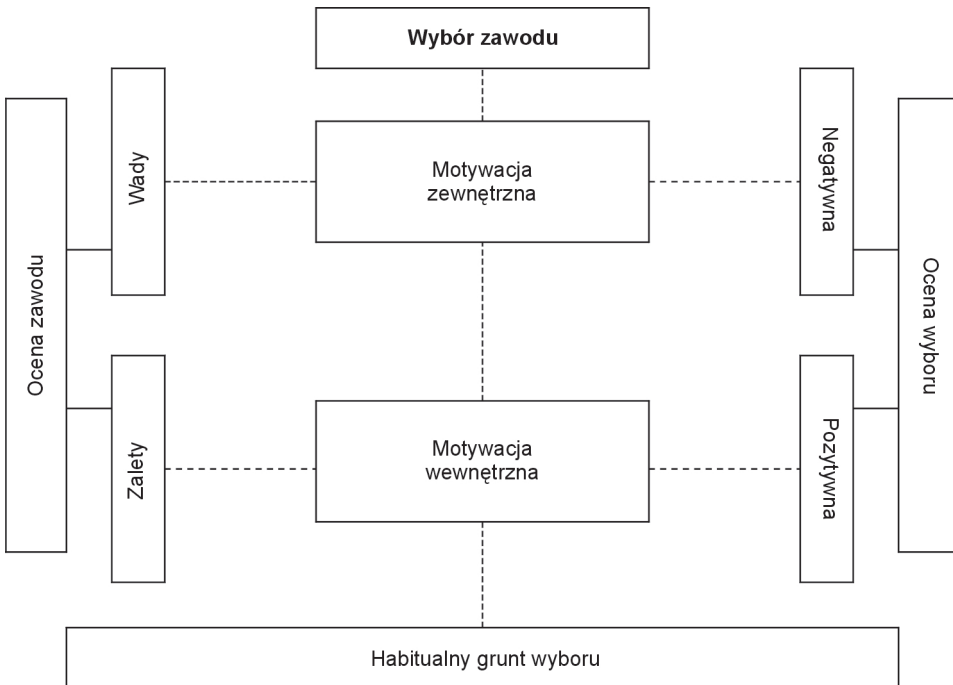 Wybór zawodu
Ocena zawodu
Wady
Motywacja
zewnętrzna
Negatywna
Ocena wyboru
Zalety
Motywacja
wewnętrzna
Pozytywna
Habitualny grunt wyboru